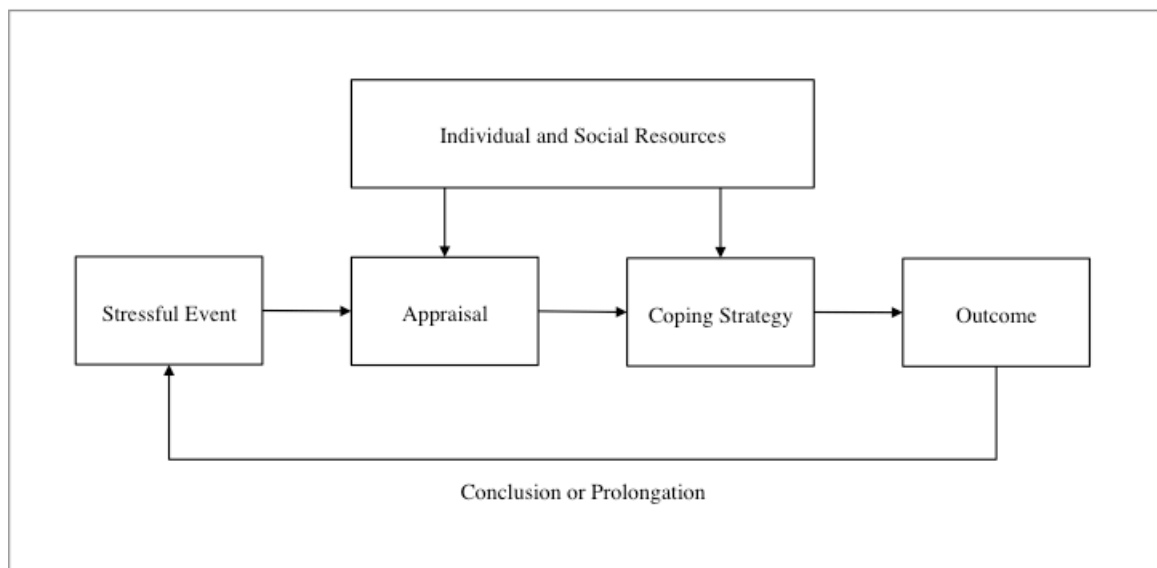 Individual and Social Resources
Stressful Event
Appraisal
Coping Strategy
Outcome
Conclusion or Prolongation